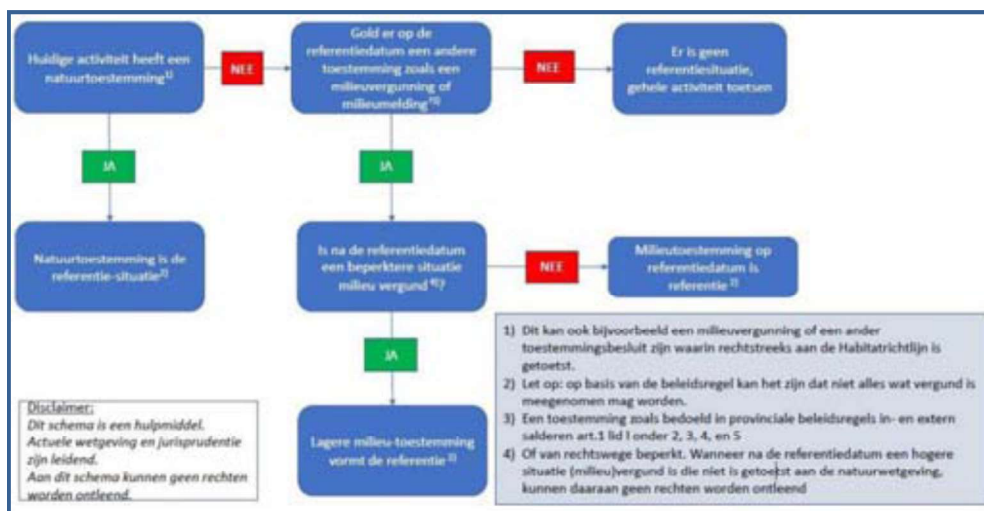 Huidige activiteit heeft een
natuurtoestemming1)
NEE
Gold er op de
referentiedatum een andere
toestemming zoals een
milieuvergunning of
milieumelding
NEE
Er is geen
referentiesituatie,
gehele activiteit toetsen
JA
JA
Natuurtoestemming is de
referentie-situatie2)
Is na de referentiedatum
een beperktere situatie
milieu vergund 4)?
NEE
Milieutoestemming op
referentiedatum is
referentie 2)
JA
Lagere milieu-toestemming
vormt de referentie 2)
Disclaimer:
Dit schema is een hulpmiddel.
Actuele wetgeving en jurisprudentie
zijn leidend.
Aan dit schema kunnen geen rechten
worden ontleend.
1) Dit kan ook bijvoorbeeld een milieuvergunning of een ander
toestemmingsbesluit zijn waarin rechtstreeks aan de Habitatrichtlijn is
getoetst.
2) Let op: op basis van de beleidsregel kan het zijn dat niet alles wat vergund is
meegenomen mag worden.
3) Een toestemming zoals bedoeld in provinciale beleidsregels in- en extern
salderen art.1 lid l onder 2, 3, 4, en 5
4) Of van rechtswege beperkt. Wanneer na de referentiedatum een hogere
situatie (milieu)vergund is die niet is getoetst aan de natuurwetgeving,
kunnen daaraan geen rechten worden ontleend